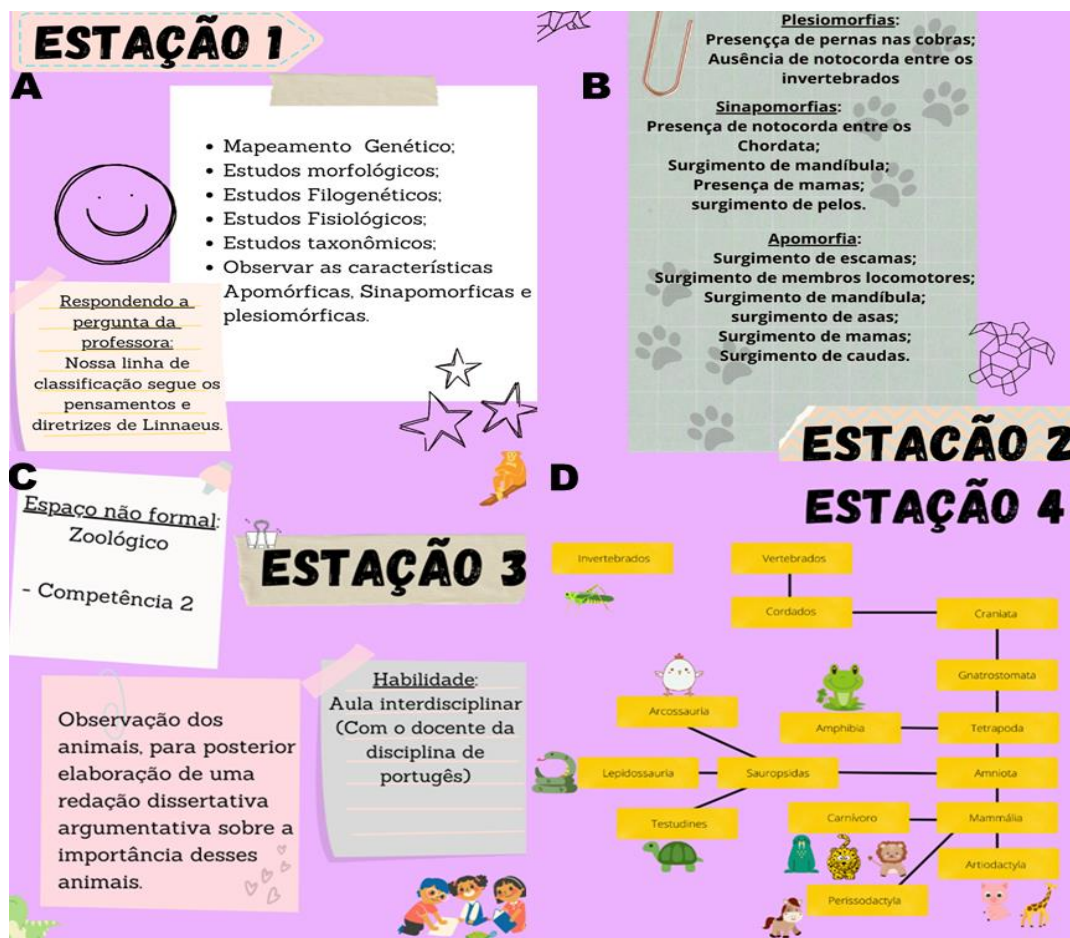 ESTAÇÃO 1
A
• Mapeamento Genético;
• Estudos morfológicos;
• Estudos Filogenéticos;
• Estudos Fisiológicos;
• Estudos taxonômicos;
• Observar as características
Apomórficas, Sinapomorficas e
plesiomórficas.
Respondendo a
pergunta da
professora:
Nossa linha de
classificação segue os
pensamentos e
diretrizes de Linnaeus.
B
Plesiomorfias:
Presençça de pernas nas cobras;
Ausência de notocorda entre os
invertebrados
Sinapomorfias:
Presença de notocorda entre os
Chordata;
Surgimento de mandíbula;
Presença de mamas;
surgimento de pelos.
Apomorfia:
Surgimento de escamas;
Surgimento de membros locomotores;
Surgimento de mandíbula;
surgimento de asas;
Surgimento de mamas;
Surgimento de caudas.
ESTACÃO 2
C
Espaço não formal:
Zoológico
- Competência 2
ESTAÇÃO 3
Observação dos
animais, para posterior
elaboração de uma
redação dissertativa
argumentativa sobre a
importância desses
animais.
Habilidade:
Aula interdisciplinar
(Com o docente da
disciplina de
portugês)
D
ESTAÇÃO 4
Invertebrados
Vertebrados
Cordados
Craniata
Gnatrostomata
Arcossauria
Amphibia
Tetrapoda
Lepidossauria
Sauropsidas
Amniota
Testudines
Carnívoro
Mammália
Artiodactyla
Perissodactyla